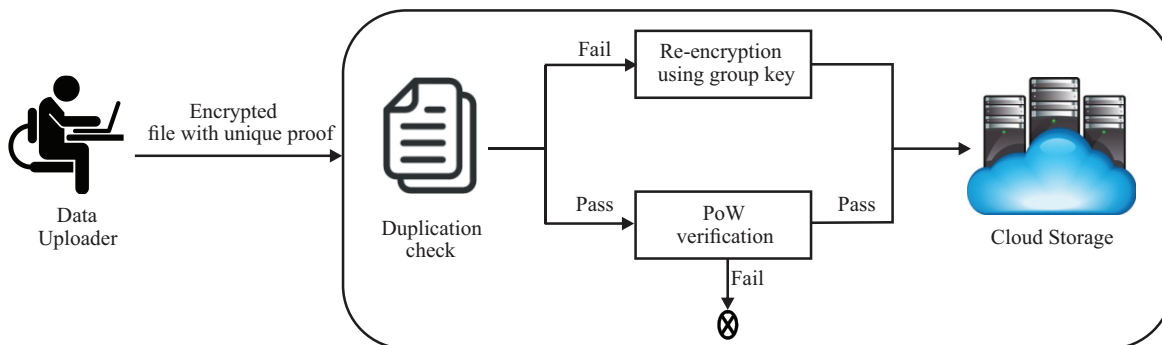 Data
Uploader
Encrypted
file with unique proof
Duplication
check
Fail
Re-encryption
using group key
Pass
PoW
verification
Pass
Fail
Cloud Storage